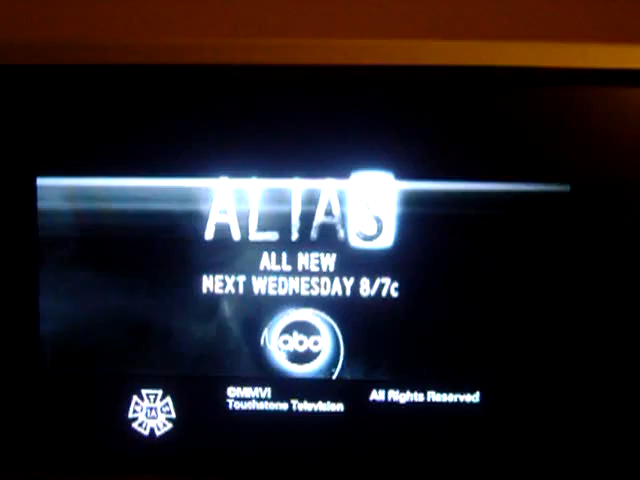 ALIAS
ALL NEW
NEXT WEDNESDAY 8/7c
abc
©MMVI
Touchstone Television
All Rights Reserved